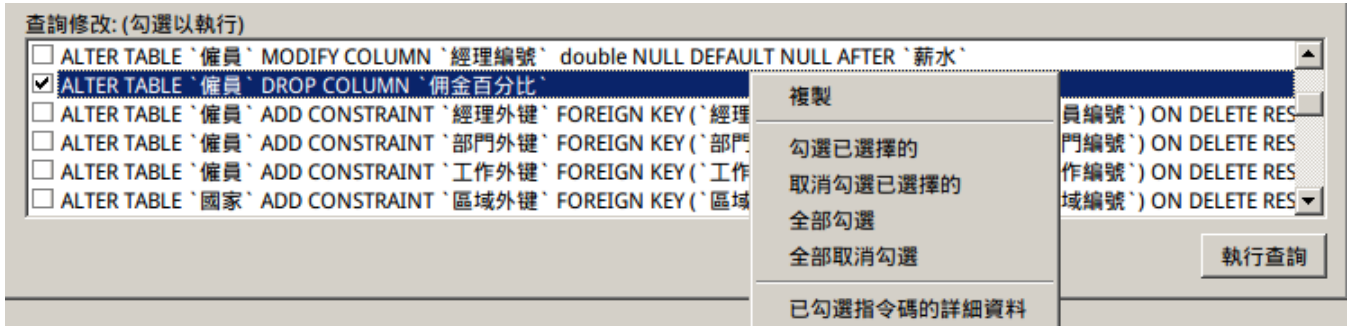 查詢修改: (勾選以執行)
ALTER TABLE `僱員` MODIFY COLUMN `經理編號` double NULL DEFAULT NULL AFTER `薪水`
ALTER TABLE `僱員` DROP COLUMN `佣金百分比`
ALTER TABLE `僱員` ADD CONSTRAINT `經理外键` FOREIGN KEY (`經理 員編號`) ON DELETE RES
ALTER TABLE `僱員` ADD CONSTRAINT `部門外键` FOREIGN KEY (`部門 門編號`) ON DELETE RES
ALTER TABLE `僱員` ADD CONSTRAINT `工作外键` FOREIGN KEY (`工作 作編號`) ON DELETE RES
ALTER TABLE `國家` ADD CONSTRAINT `區域外键` FOREIGN KEY (`區域 域編號`) ON DELETE RES
複製
勾選已選擇的
取消勾選已選擇的
全部勾選
全部取消勾選
已勾選指令碼的詳細資料
執行查詢